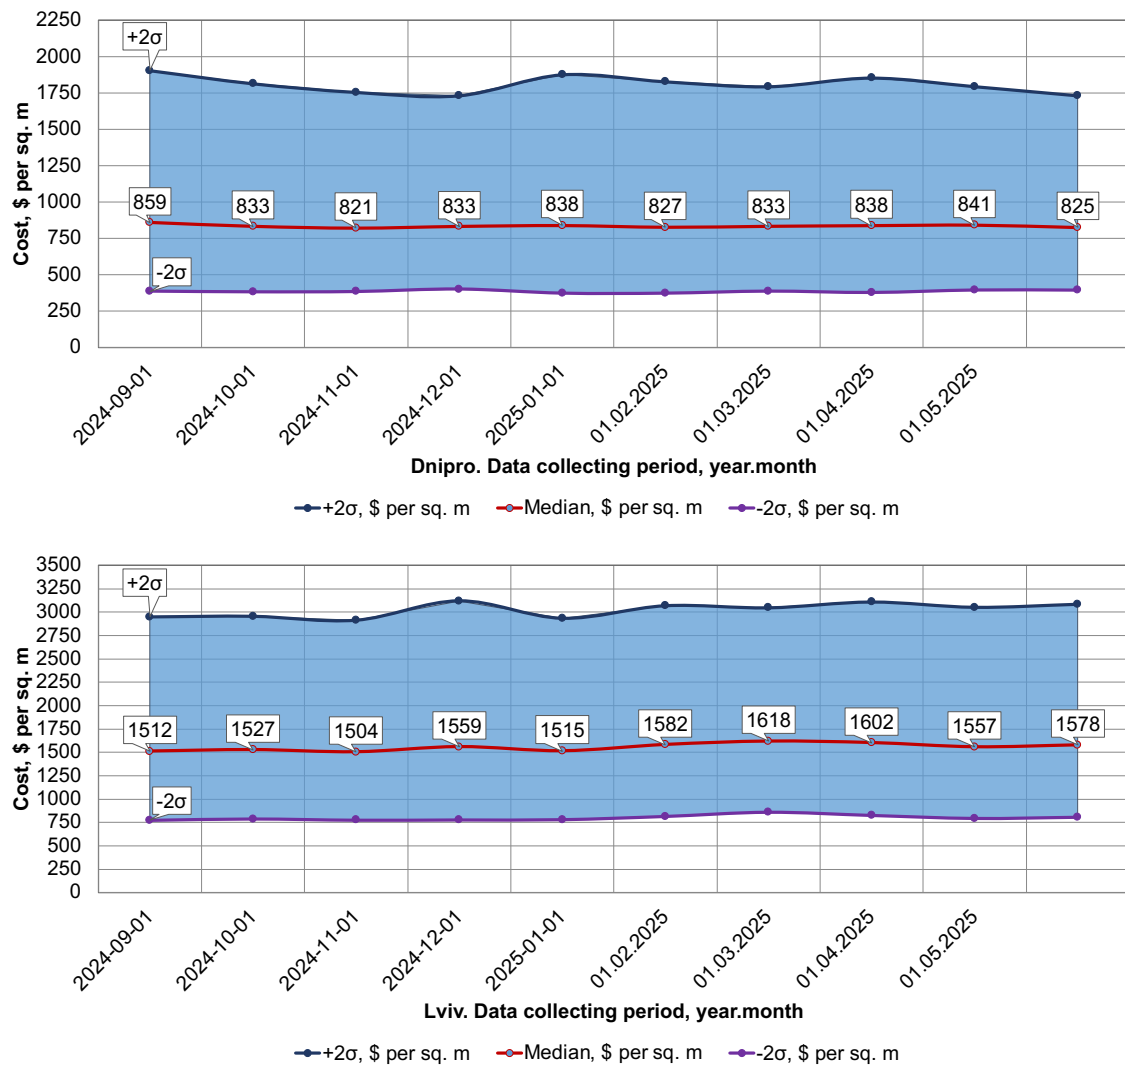 2250
2000
1750
1500
1250
1000
750
500
250
0
Cost, $ per sq. m
+2σ
859 833 821 833 838 827 833 838 841 825
-2σ
2024-09-01 2024-10-01 2024-11-01 2024-12-01 2025-01-01 01.02.2025 01.03.2025 01.04.2025 01.05.2025
Dnipro. Data collecting period, year.month
+2σ, $ per sq. m Median, $ per sq. m -2σ, $ per sq. m
3500
3250
3000
2750
2500
2250
2000
1750
1500
1250
1000
750
500
250
0
Cost, $ per sq. m
+2σ
1512 1527 1504 1559 1515 1582 1618 1602 1557 1578
-2σ
2024-09-01 2024-10-01 2024-11-01 2024-12-01 2025-01-01 01.02.2025 01.03.2025 01.04.2025 01.05.2025
Lviv. Data collecting period, year.month
+2σ, $ per sq. m Median, $ per sq. m -2σ, $ per sq. m